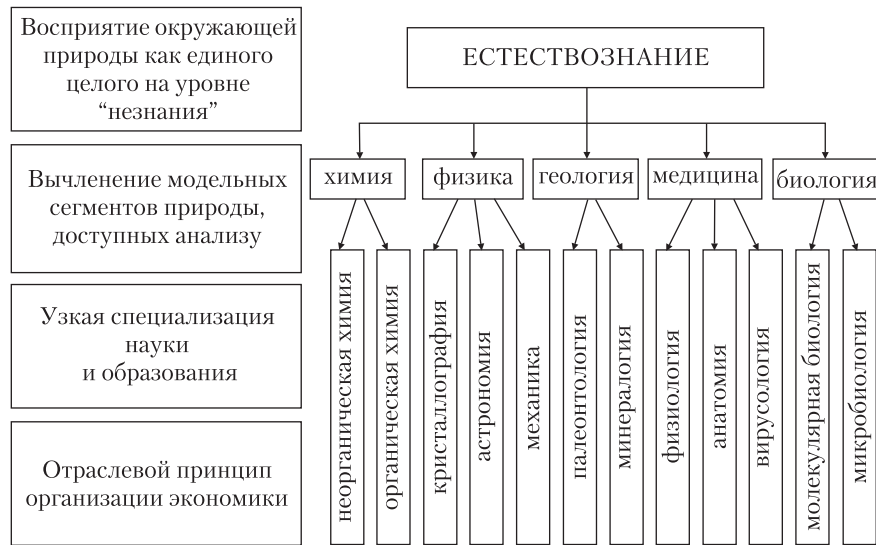 Восприятие окружающей
природы как единого
целого на уровне
“незнания”
Вычленение модельных
сегментов природы,
доступных анализу
Узкая специализация
науки
и образования
Отраслевой принцип
организации экономики
ЕСТЕСТВОЗНАНИЕ
химия
физика
геология
медицина
биология
неорганическая химия
органическая химия
кристаллография
астрономия
механика
палеонтология
минералогия
физиология
анатомия
вирусология
молекулярная биология
микробиология